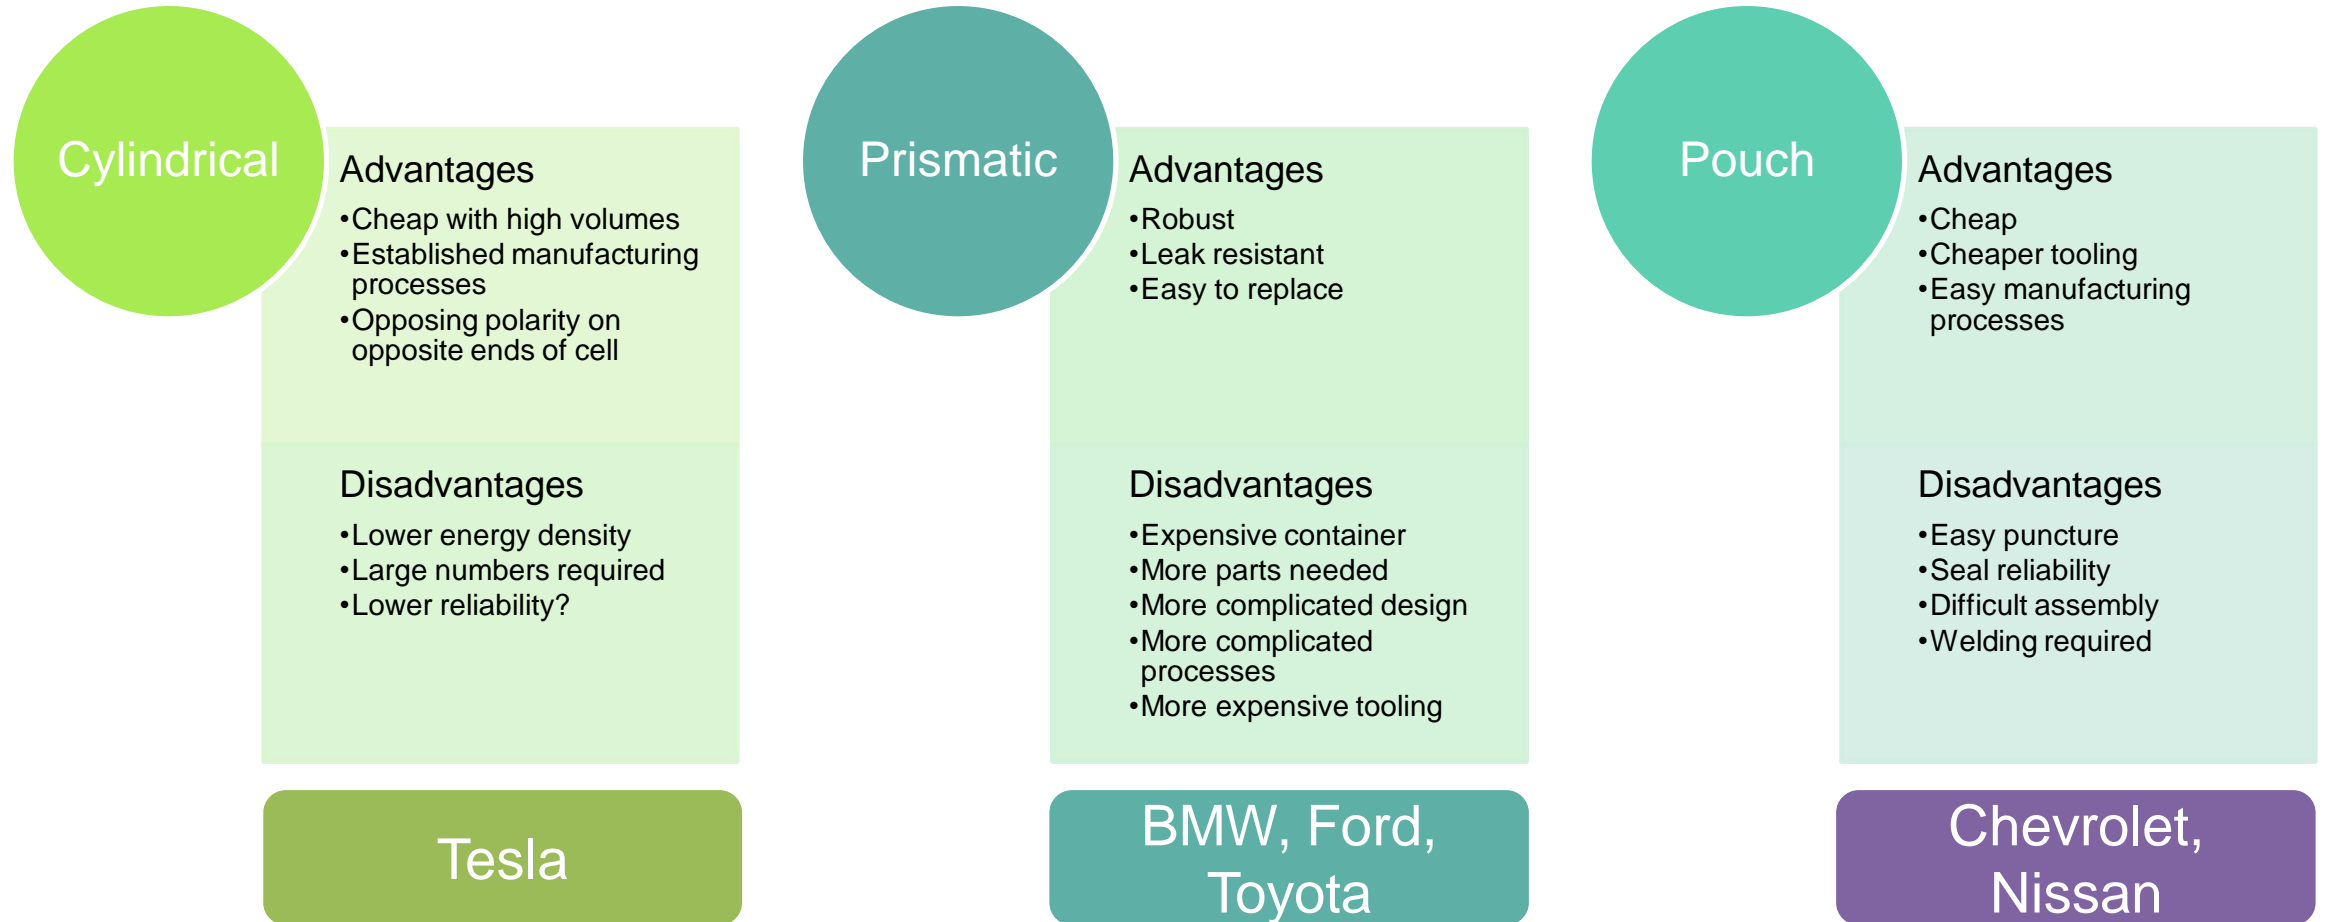 Cylindrical
Advantages
•Cheap with high volumes
•Established manufacturing
processes
•Opposing polarity on
opposite ends of cell
Disadvantages
•Lower energy density
•Large numbers required
•Lower reliability?
Tesla
Prismatic
Advantages
•Robust
•Leak resistant
•Easy to replace
Disadvantages
•Expensive container
•More parts needed
•More complicated design
•More complicated
processes
•More expensive tooling
BMW, Ford,
Toyota
Pouch
Advantages
•Cheap
•Cheaper tooling
•Easy manufacturing
processes
Disadvantages
•Easy puncture
•Seal reliability
•Difficult assembly
•Welding required
Chevrolet,
Nissan